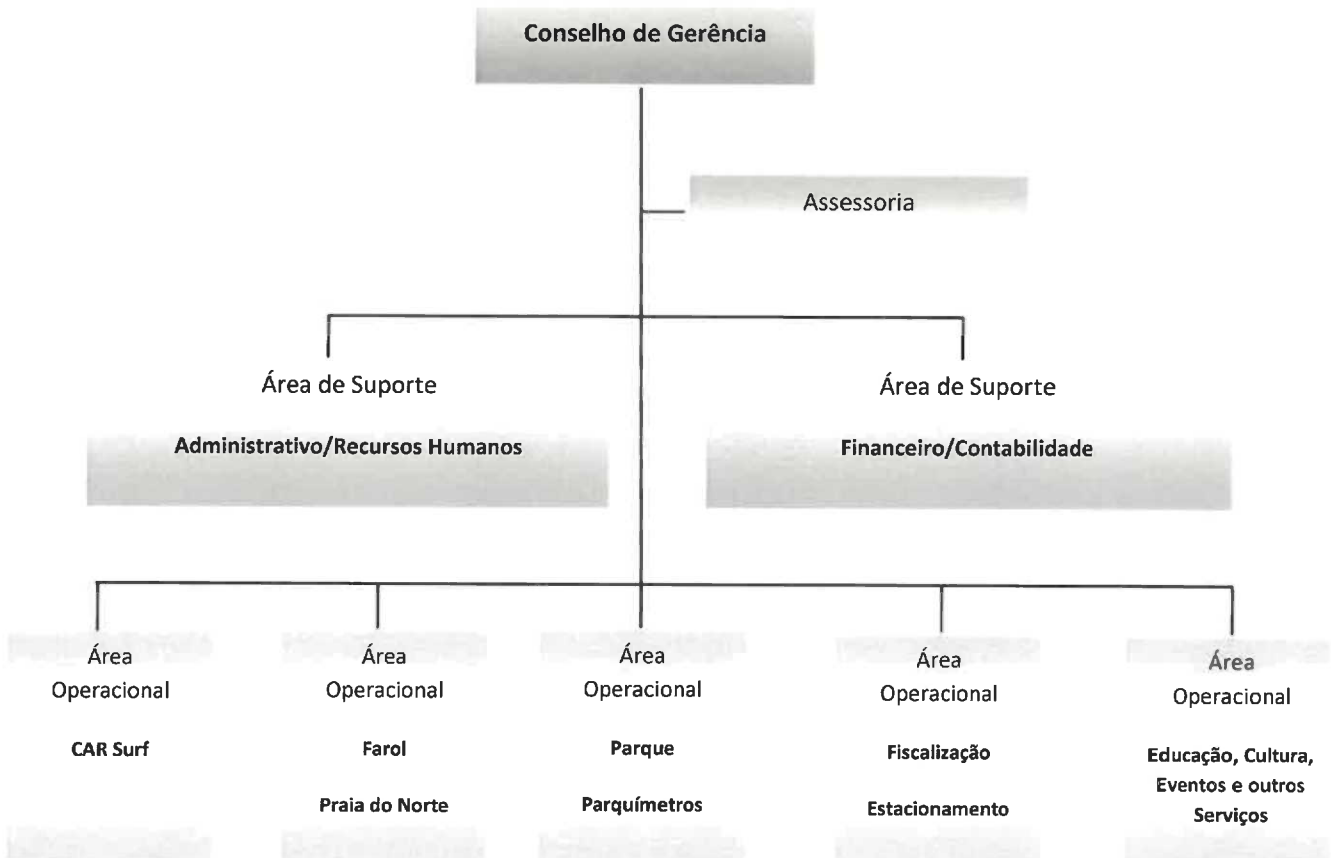 Conselho de Gerência
Assessoria
Área de Suporte
Administrativo/Recursos Humanos
Área de Suporte
Financeiro/Contabilidade
Área
Operacional
CAR Surf
Área
Operacional
Farol
Praia do Norte
Área
Operacional
Parque
Parquímetros
Área
Operacional
Fiscalização
Estacionamento
Área
Operacional
Educação, Cultura,
Eventos e outros
Serviços